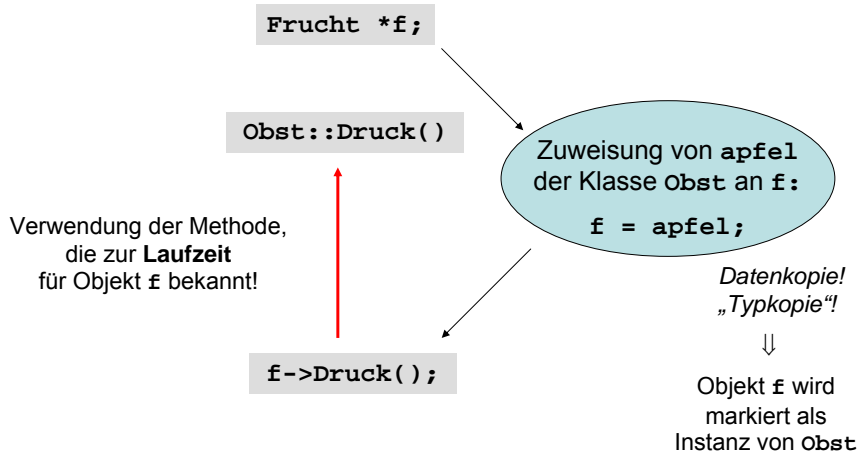 Frucht *f;
Obst::Druck()
Zuweisung von apfel
der Klasse Obst an f:
f = apfel;
Verwendung der Methode,
die zur Laufzeit
für Objekt f bekannt!
Datenkopie!
„Typkopie“!
⇓
f->Druck();
Objekt f wird
markiert als
Instanz von Obst